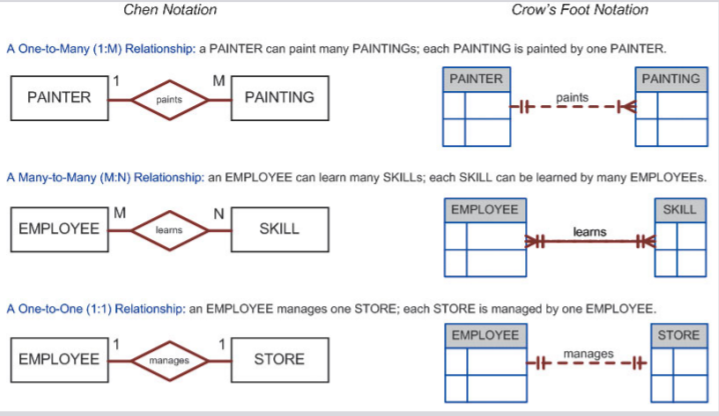 Chen Notation
Crow's Foot Notation
A One-to-Many (1:M) Relationship: a PAINTER can paint many PAINTINGs; each PAINTING is painted by one PAINTER.
PAINTER
1
paints
M
PAINTING
PAINTER
paints
PAINTING
A Many-to-Many (M:N) Relationship: an EMPLOYEE can learn many SKILLs; each SKILL can be learned by many EMPLOYEEs.
EMPLOYEE
M
learns
N
SKILL
EMPLOYEE
learns
SKILL
A One-to-One (1:1) Relationship: an EMPLOYEE manages one STORE; each STORE is managed by one EMPLOYEE.
EMPLOYEE
1
manages
1
STORE
EMPLOYEE
manages
STORE